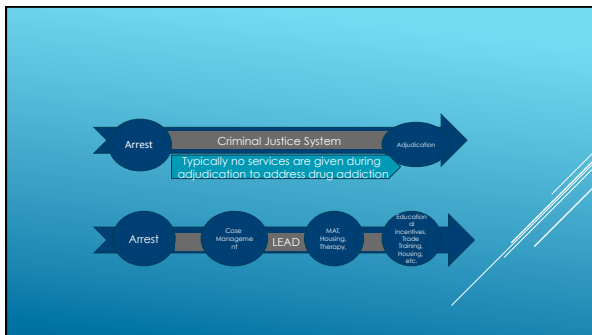 Arrest
Criminal Justice System
Adjudication
Typically no services are given during
adjudication to address drug addiction
Arrest
Case
Manageme
nt
LEAD
MAT,
Housing,
Therapy,
Education
al
incentives,
Trade
Training,
Housing,
etc.